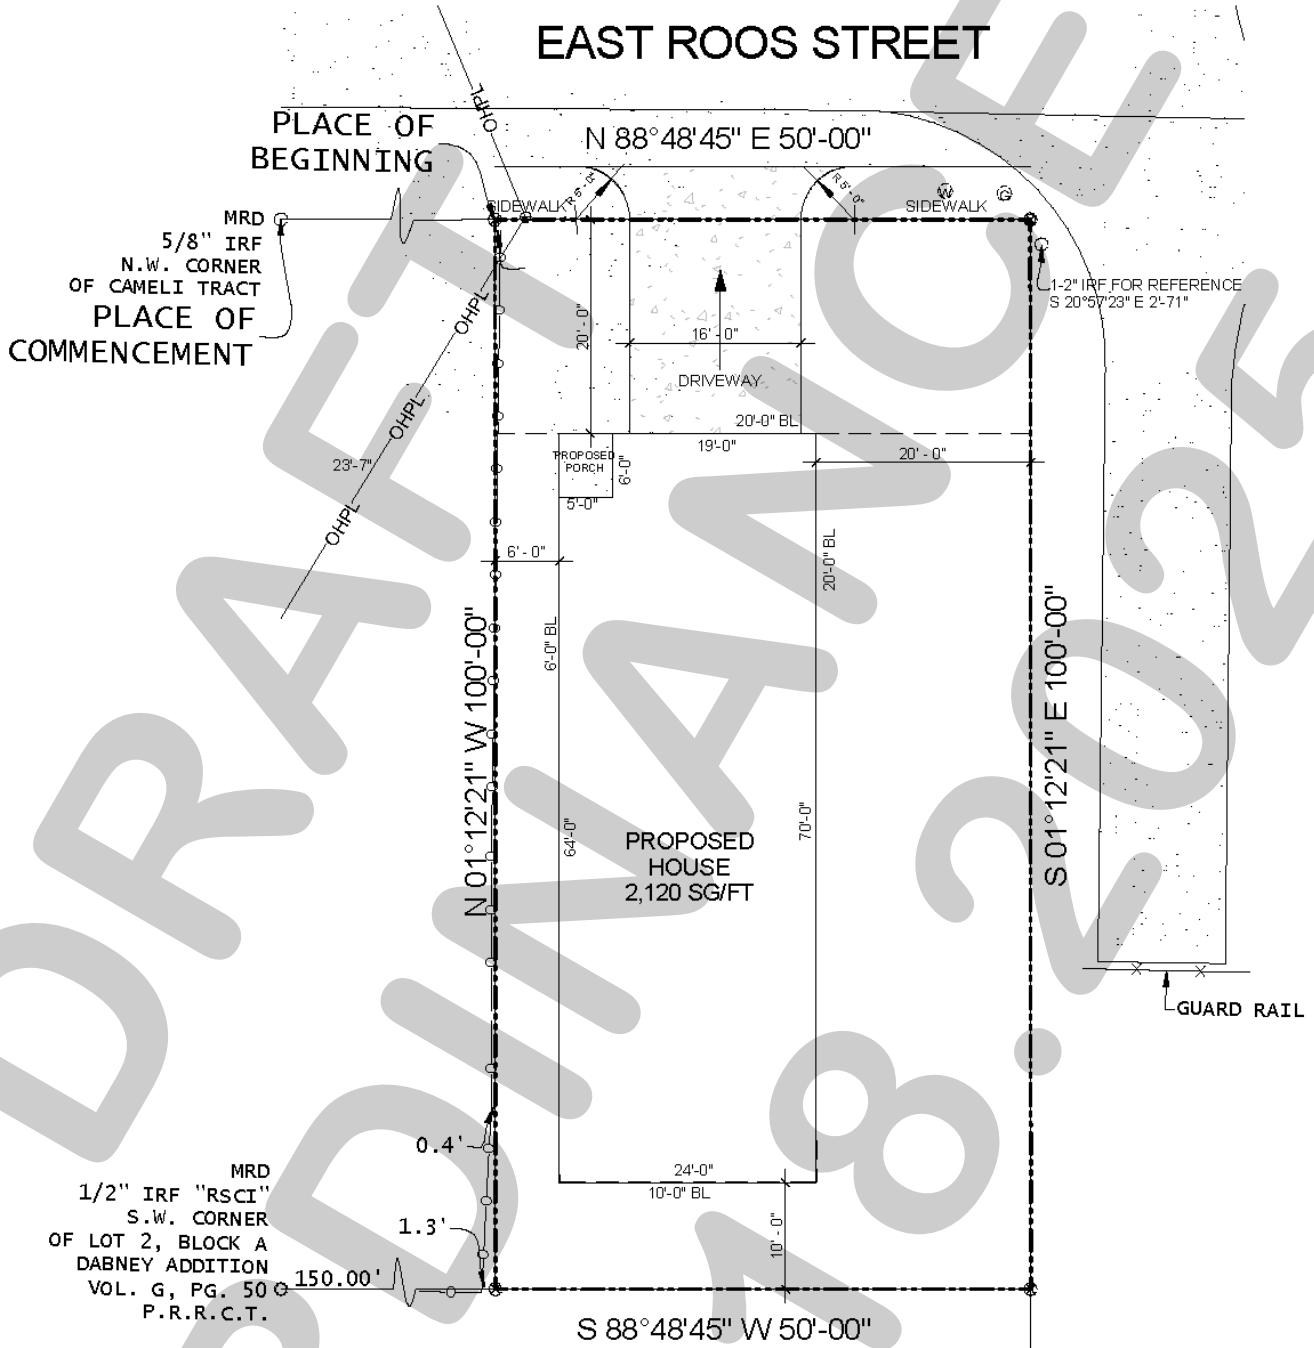 EAST ROOS STREET
OHPL
PLACE OF
BEGINNING
N 88°48'45" E 50'-00"
R 5'-0"
R 5'-0"
W
G
SIDEWALK
SIDEWALK
MRD
5/8" IRF
N.W. CORNER
OF CAMELI TRACT
PLACE OF
COMMENCEMENT
1-2" IRF FOR REFERENCE
S 20°57'23" E 2'-71"
OHPL
20'-0"
16'-0"
DRIVEWAY
OHPL
20'-0" BL
19'-0"
PROPOSED
PORCH
6'-0"
20'-0"
23'-7"
5'-0"
OHPL
6'-0"
20'-0" BL
6'-0" BL
N 01°12'21" W 100'-00"
S 01°12'21" E 100'-00"
64'-0"
70'-0"
PROPOSED
HOUSE
2,120 SG/FT
GUARD RAIL
0.4'
24'-0"
10'-0" BL
MRD
1/2" IRF "RSCI"
S.W. CORNER
OF LOT 2, BLOCK A
DABNEY ADDITION
VOL. G, PG. 50
P.R.R.C.T.
1.3'
10'-0"
150.00'
S 88°48'45" W 50'-00"
DRAFT
ORDINANCE
18.2025